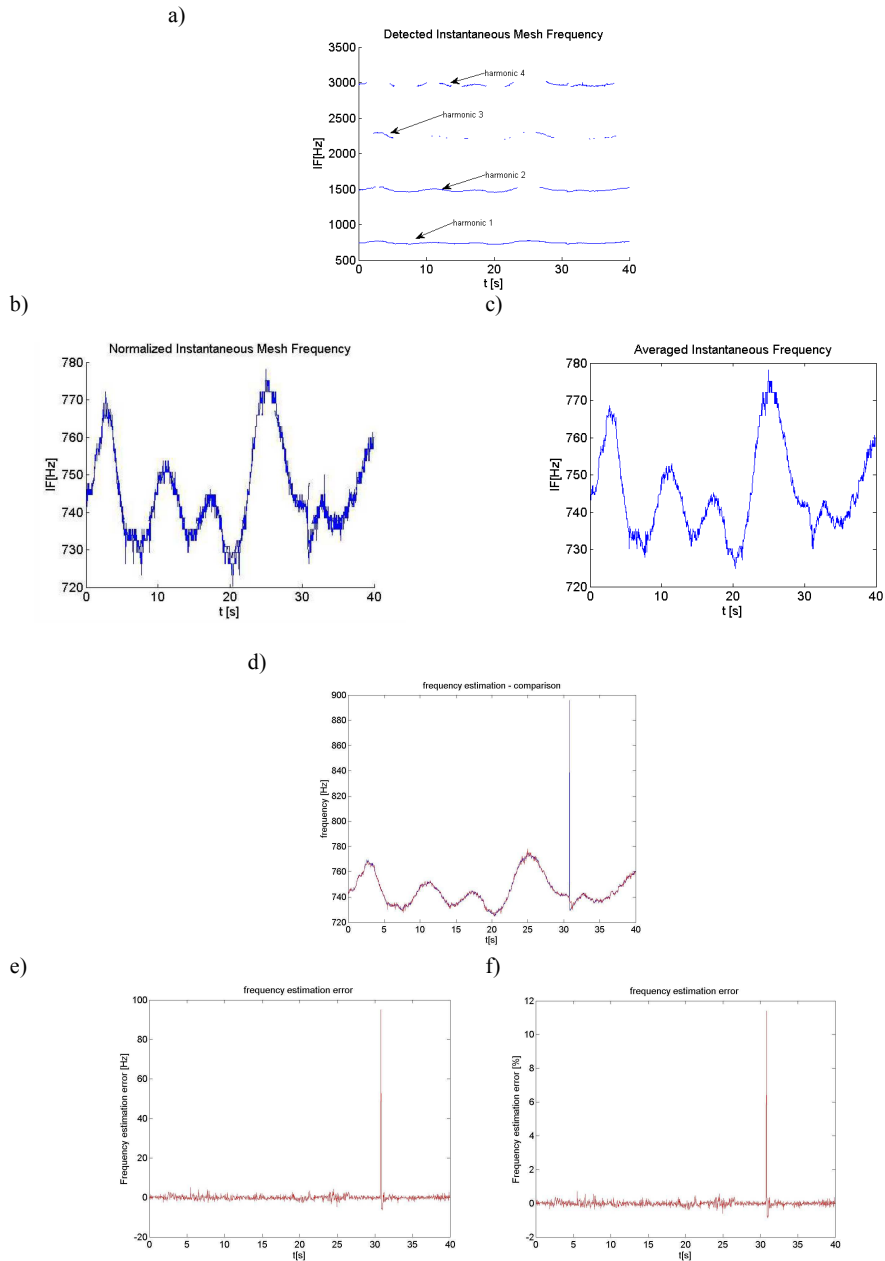 a)
Detected Instantaneous Mesh Frequency
3500
3000
2500
2000
1500
1000
500
IF[Hz]
harmonic 4
harmonic 3
harmonic 2
harmonic 1
0 10 20 30 40
t [s]
b)
Normalized Instantaneous Mesh Frequency
780
770
760
750
740
730
720
IF[Hz]
0 20 40
t [s]
c)
Averaged Instantaneous Frequency
780
770
760
750
740
730
720
IF[Hz]
0 10 20 30 40
t [s]
d)
frequency estimation - comparison
900
880
860
840
820
800
780
760
740
720
frequency [Hz]
0 5 10 15 20 25 30 35 40
t[s]
e)
frequency estimation error
100
80
60
40
20
0
-20
Frequency estimation error [Hz]
0 5 10 15 20 25 30 35 40
t[s]
f)
frequency estimation error
12
10
8
6
4
2
0
-2
Frequency estimation error [%]
0 5 10 15 20 25 30 35 40
t[s]